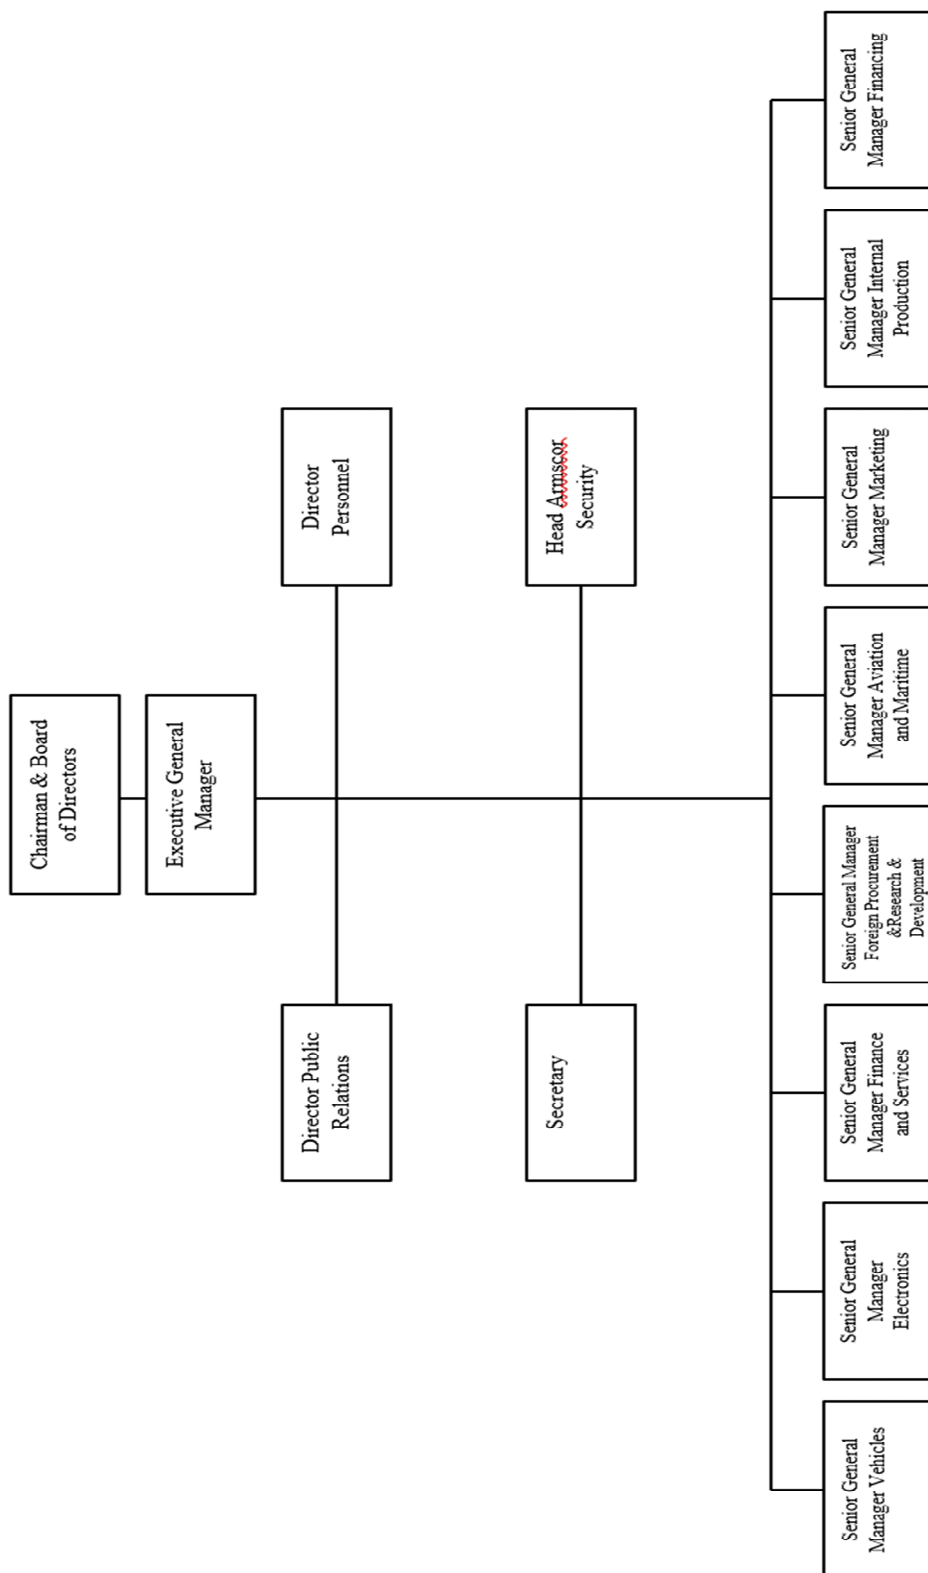 Chairman & Board
of Directors
Executive General
Manager
Director Public
Relations
Director
Personnel
Secretary
Head Armscor
Security
Senior General
Manager Vehicles
Senior General
Manager
Electronics
Senior General
Manager Finance
and Services
Senior General Manager
Foreign Procurement
&Research &
Development
Senior General
Manager Aviation
and Maritime
Senior General
Manager Marketing
Senior General
Manager Internal
Production
Senior General
Manager Financing